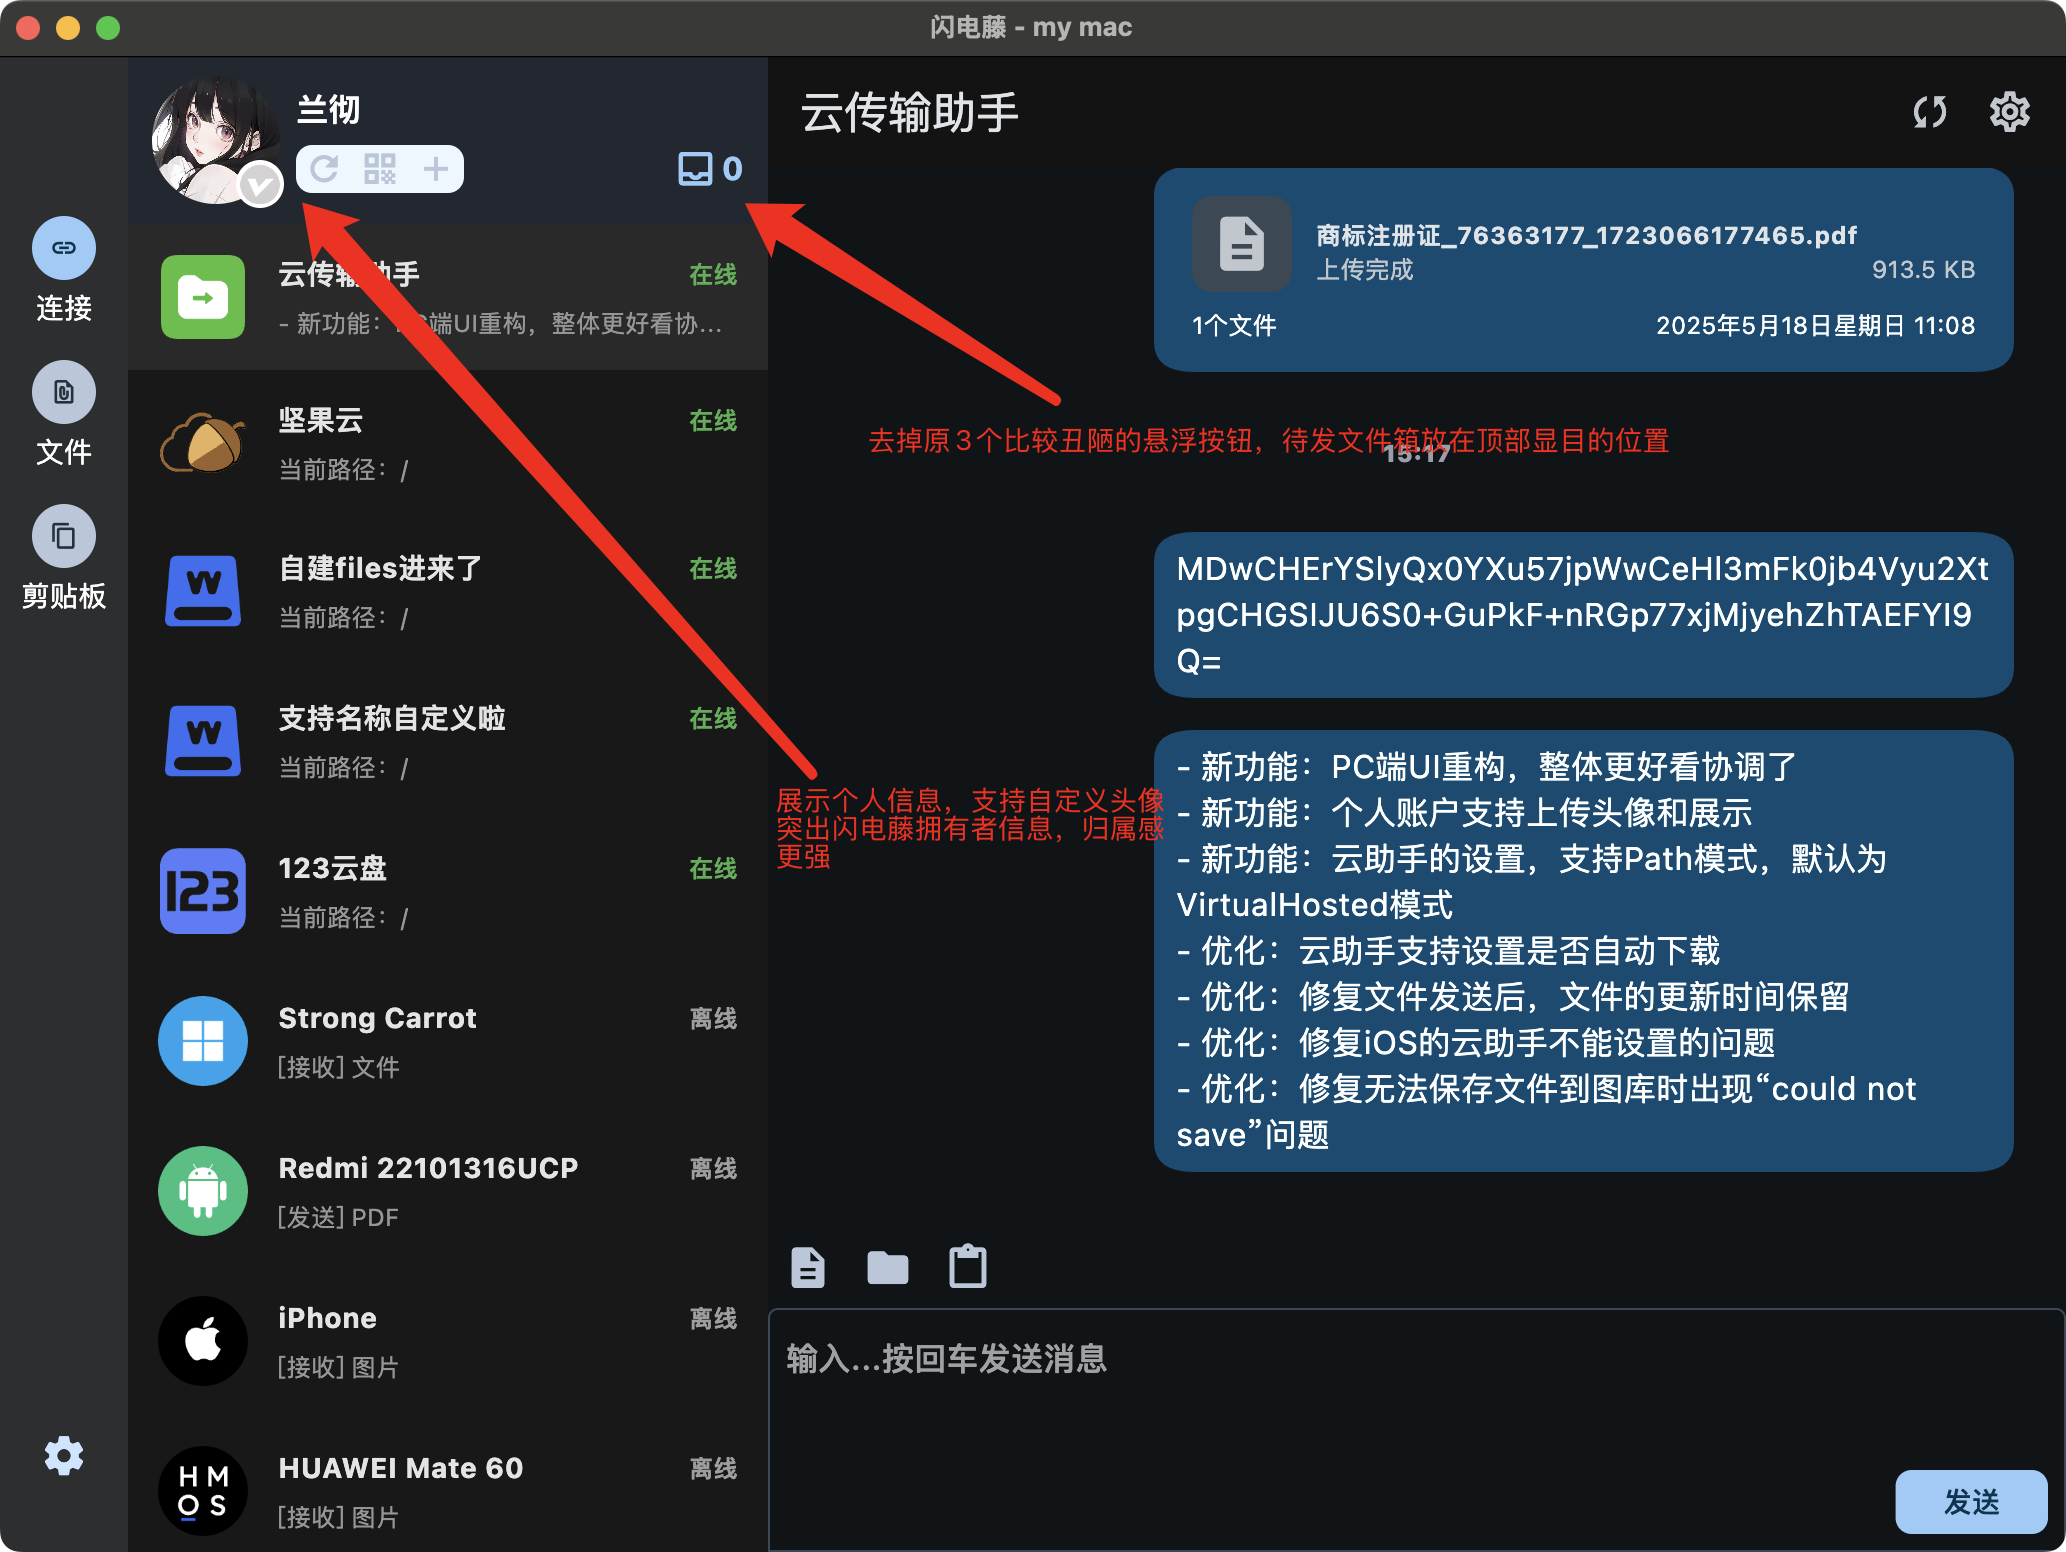 闪电藤 - my mac
连接
文件
剪贴板
兰彻
0
云传输助手
在线
- 新功能：PC端UI重构，整体更好看协...
坚果云
在线
当前路径：/
自建files进来了
在线
当前路径：/
支持名称自定义啦
在线
当前路径：/
123
123云盘
在线
当前路径：/
Strong Carrot
离线
[接收] 文件
Redmi 22101316UCP
离线
[发送] PDF
iPhone
离线
[接收] 图片
HM
OS
HUAWEI Mate 60
离线
[接收] 图片
云传输助手
商标注册证_76363177_1723066177465.pdf
上传完成
913.5 KB
1个文件
2025年5月18日星期日 11:08
去掉原3个比较丑陋的悬浮按钮，待发文件箱放在顶部显目的位置
15:17
MDwCHErYSlyQx0YXu57jpWwCeHl3mFk0jb4Vyu2Xt
pgCHGSIJU6S0+GuPkF+nRGp77xjMjyehZhTAEFYI9
Q=
展示个人信息，支持自定义头像
突出闪电藤拥有者信息，归属感
更强
- 新功能：PC端UI重构，整体更好看协调了
- 新功能：个人账户支持上传头像和展示
- 新功能：云助手的设置，支持Path模式，默认为
VirtualHosted模式
- 优化：云助手支持设置是否自动下载
- 优化：修复文件发送后，文件的更新时间保留
- 优化：修复iOS的云助手不能设置的问题
- 优化：修复无法保存文件到图库时出现“could not
save”问题
输入...按回车发送消息
发送